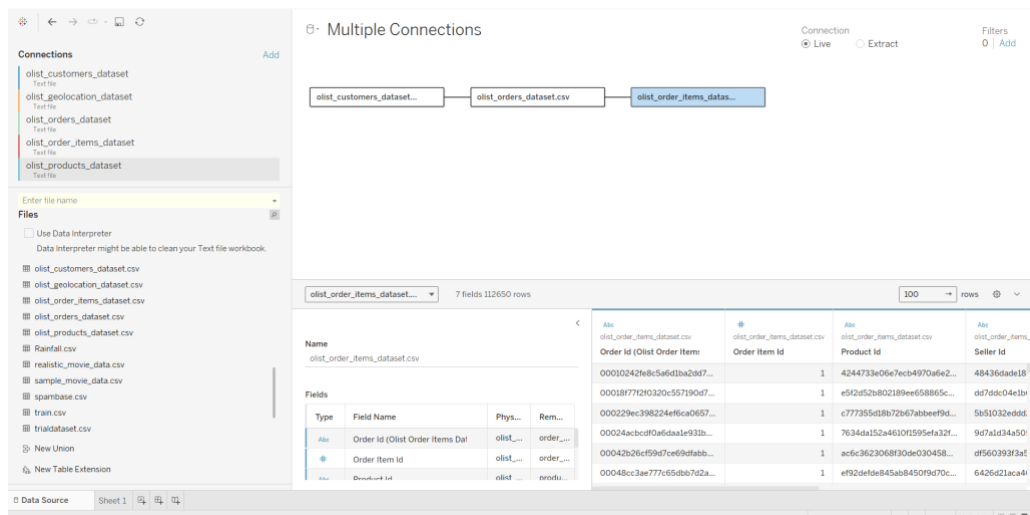 Multiple Connections
Connection
Live
Extract
Filters
0
Add
Connections
Add
olist_customers_dataset
Text file
olist_geolocation_dataset
Text file
olist_orders_dataset
Text file
olist_order_items_dataset
Text file
olist_products_dataset
Text file
olist_customers_dataset...
olist_orders_dataset.csv
olist_order_items_datas...
Enter file name
Files
Use Data Interpreter
Data Interpreter might be able to clean your Text file workbook.
olist_customers_dataset.csv
olist_geolocation_dataset.csv
olist_order_items_dataset.csv
olist_orders_dataset.csv
olist_products_dataset.csv
Rainfall.csv
realistic_movie_data.csv
sample_movie_data.csv
spambase.csv
train.csv
trialdataset.csv
New Union
New Table Extension
olist_order_items_dataset....
7 fields 112650 rows
100
rows
Name
olist_order_items_dataset.csv
Fields
Type Field Name Phys... Rem...
Abc Order Id (Olist Order Items Dat olist_... order_...
# Order Item Id olist_... order_...
Abc Product Id olist_... produ...
Abc # Abc Abc
olist_order_items_dataset.csv olist_order_items_dataset.csv olist_order_items_dataset.csv olist_order_items_
Order Id (Olist Order Items Order Item Id Product Id Seller Id
00010242fe8c5a6d1ba2dd7... 1 4244733e06e7ecb4970a6e2... 48436dade18
00018f77f2f0320c557190d7... 1 e5f2d52b802189ee658865c... dd7ddc04e1b
000229ec398224ef6ca0657... 1 c777355d18b72b67abbeef9d... 5b51032eddd
00024acbcdf0a6daa1e931b... 1 7634da152a4610f1595efa32f... 9d7a1d34a50
00042b26cf59d7ce69dfabb... 1 ac6c3623068f30de030458... df560393f3a5
00048cc3ae777c65dbb7d2a... 1 ef92defde845ab8450f9d70c... 6426d21aca4
Data Source
Sheet 1